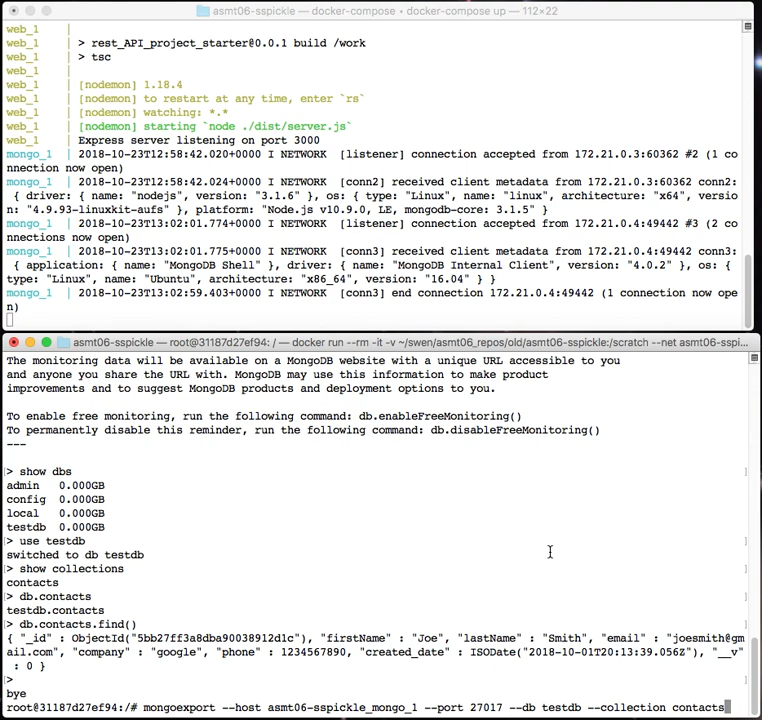 asmt06-sspickle — docker-compose • docker-compose up — 112×22
web_1     |
web_1     | > rest_API_project_starter@0.0.1 build /work
web_1     | > tsc
web_1     |
web_1     | [nodemon] 1.18.4
web_1     | [nodemon] to restart at any time, enter `rs`
web_1     | [nodemon] watching: *.*
web_1     | [nodemon] starting `node ./dist/server.js`
web_1     | Express server listening on port 3000
mongo_1   | 2018-10-23T12:58:42.020+0000 I NETWORK  [listener] connection accepted from 172.21.0.3:60362 #2 (1 co
nnection now open)
mongo_1   | 2018-10-23T12:58:42.024+0000 I NETWORK  [conn2] received client metadata from 172.21.0.3:60362 conn2:
{ driver: { name: "nodejs", version: "3.1.6" }, os: { type: "Linux", name: "linux", architecture: "x64", versio
n: "4.9.93-linuxkit-aufs" }, platform: "Node.js v10.9.0, LE, mongodb-core: 3.1.5" }
mongo_1   | 2018-10-23T13:02:01.774+0000 I NETWORK  [listener] connection accepted from 172.21.0.4:49442 #3 (2 co
nnections now open)
mongo_1   | 2018-10-23T13:02:01.775+0000 I NETWORK  [conn3] received client metadata from 172.21.0.4:49442 conn3:
{ application: { name: "MongoDB Shell" }, driver: { name: "MongoDB Internal Client", version: "4.0.2" }, os: {
type: "Linux", name: "Ubuntu", architecture: "x86_64", version: "16.04" } }
mongo_1   | 2018-10-23T13:02:59.403+0000 I NETWORK  [conn3] end connection 172.21.0.4:49442 (1 connection now ope
n)
asmt06-sspickle — root@31187d27ef94: / — docker run --rm -it -v ~/swen/asmt06_repos/old/asmt06-sspickle:/scratch --net asmt06-sspi...
The monitoring data will be available on a MongoDB website with a unique URL accessible to you
and anyone you share the URL with. MongoDB may use this information to make product
improvements and to suggest MongoDB products and deployment options to you.
To enable free monitoring, run the following command: db.enableFreeMonitoring()
To permanently disable this reminder, run the following command: db.disableFreeMonitoring()
---
> show dbs
admin   0.000GB
config  0.000GB
local   0.000GB
testdb  0.000GB
> use testdb
switched to db testdb
> show collections
contacts
> db.contacts
testdb.contacts
> db.contacts.find()
{ "_id" : ObjectId("5bb27ff3a8dba90038912d1c"), "firstName" : "Joe", "lastName" : "Smith", "email" : "joesmith@gm
ail.com", "company" : "google", "phone" : 1234567890, "created_date" : ISODate("2018-10-01T20:13:39.056Z"), "__v"
: 0 }
>
bye
root@31187d27ef94:/# mongoexport --host asmt06-sspickle_mongo_1 --port 27017 --db testdb --collection contacts